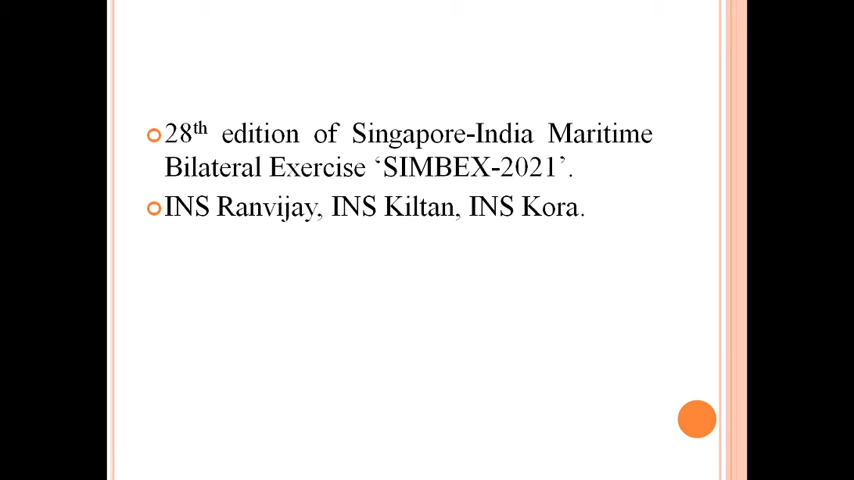 28th edition of Singapore-India Maritime
Bilateral Exercise ‘SIMBEX-2021’.
INS Ranvijay, INS Kiltan, INS Kora.